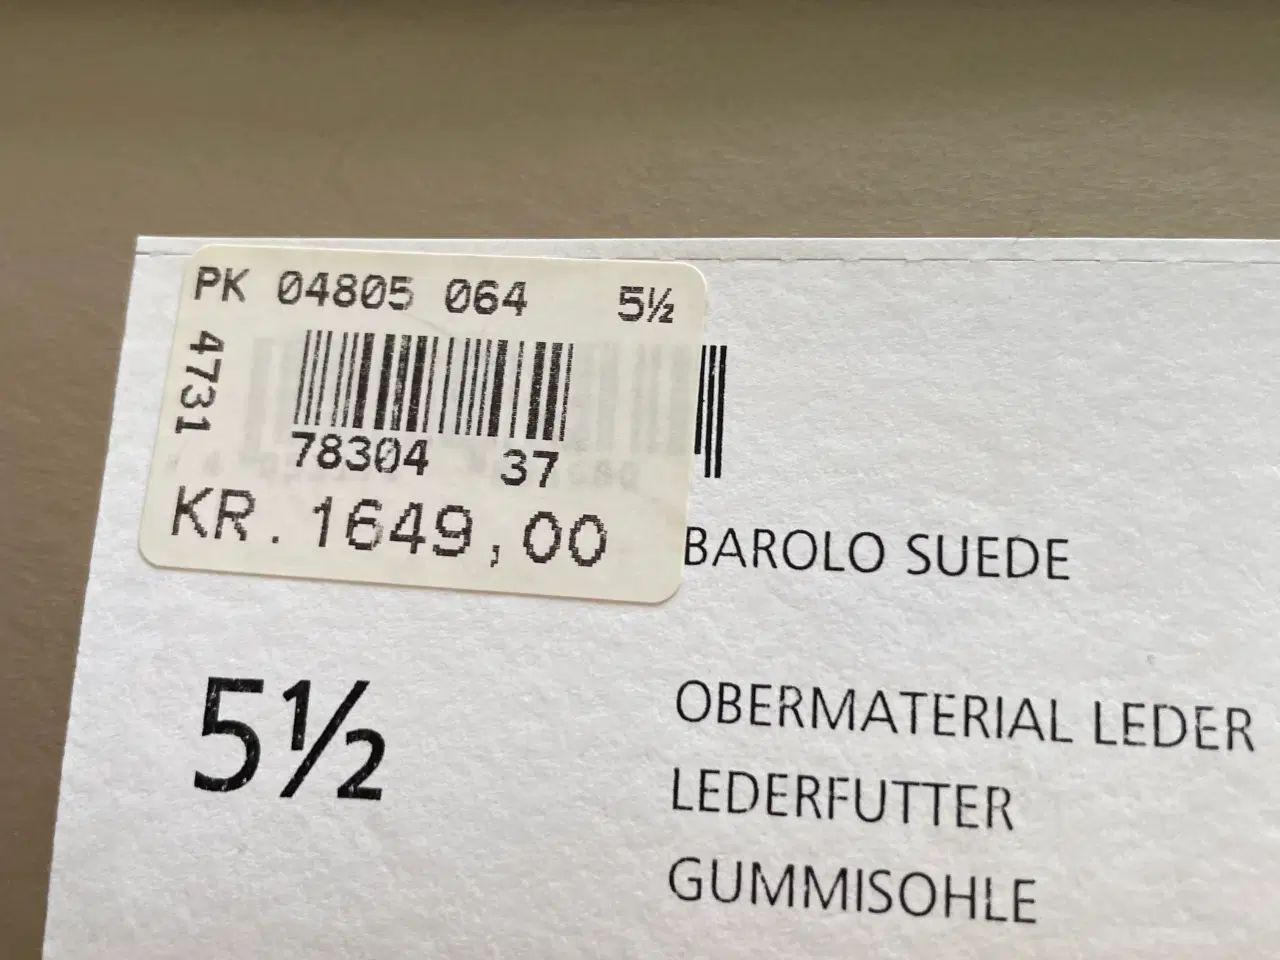 PK 04805 064 5½
4731
78304 37
KR. 1649,00
BAROLO SUEDE
5½
OBERMATERIAL LEDER
LEDERFUTTER
GUMMISOHLE